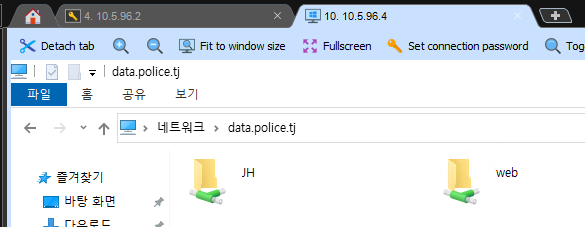 4. 10.5.96.2
10. 10.5.96.4
Detach tab
Fit to window size
Fullscreen
Set connection password
Tog
data.police.tj
파일
홈
공유
보기
네트워크
data.police.tj
즐겨찾기
JH
web
바탕 화면